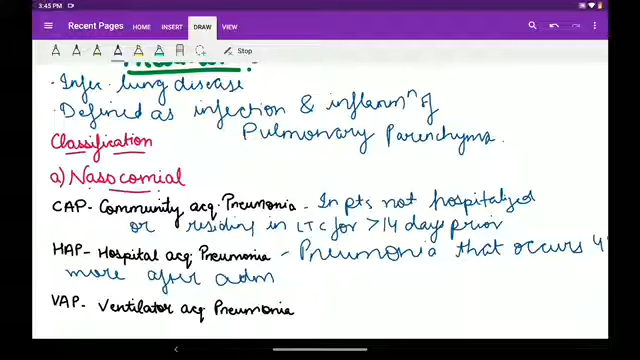 3:45 PM
Recent Pages HOME INSERT DRAW VIEW
Stop
· Infer. lung disease
· Defined as infection & inflamⁿ of
Pulmonary Parenchyma.
Classification
a) Nasocomial
CAP - Community acq. Pneumonia - In pts not hospitalized
or residing in LTC for >14 days prior
HAP - Hospital acq. Pneumonia - Pneumonia that occurs
more after adm
VAP - Ventilator acq Pneumonia